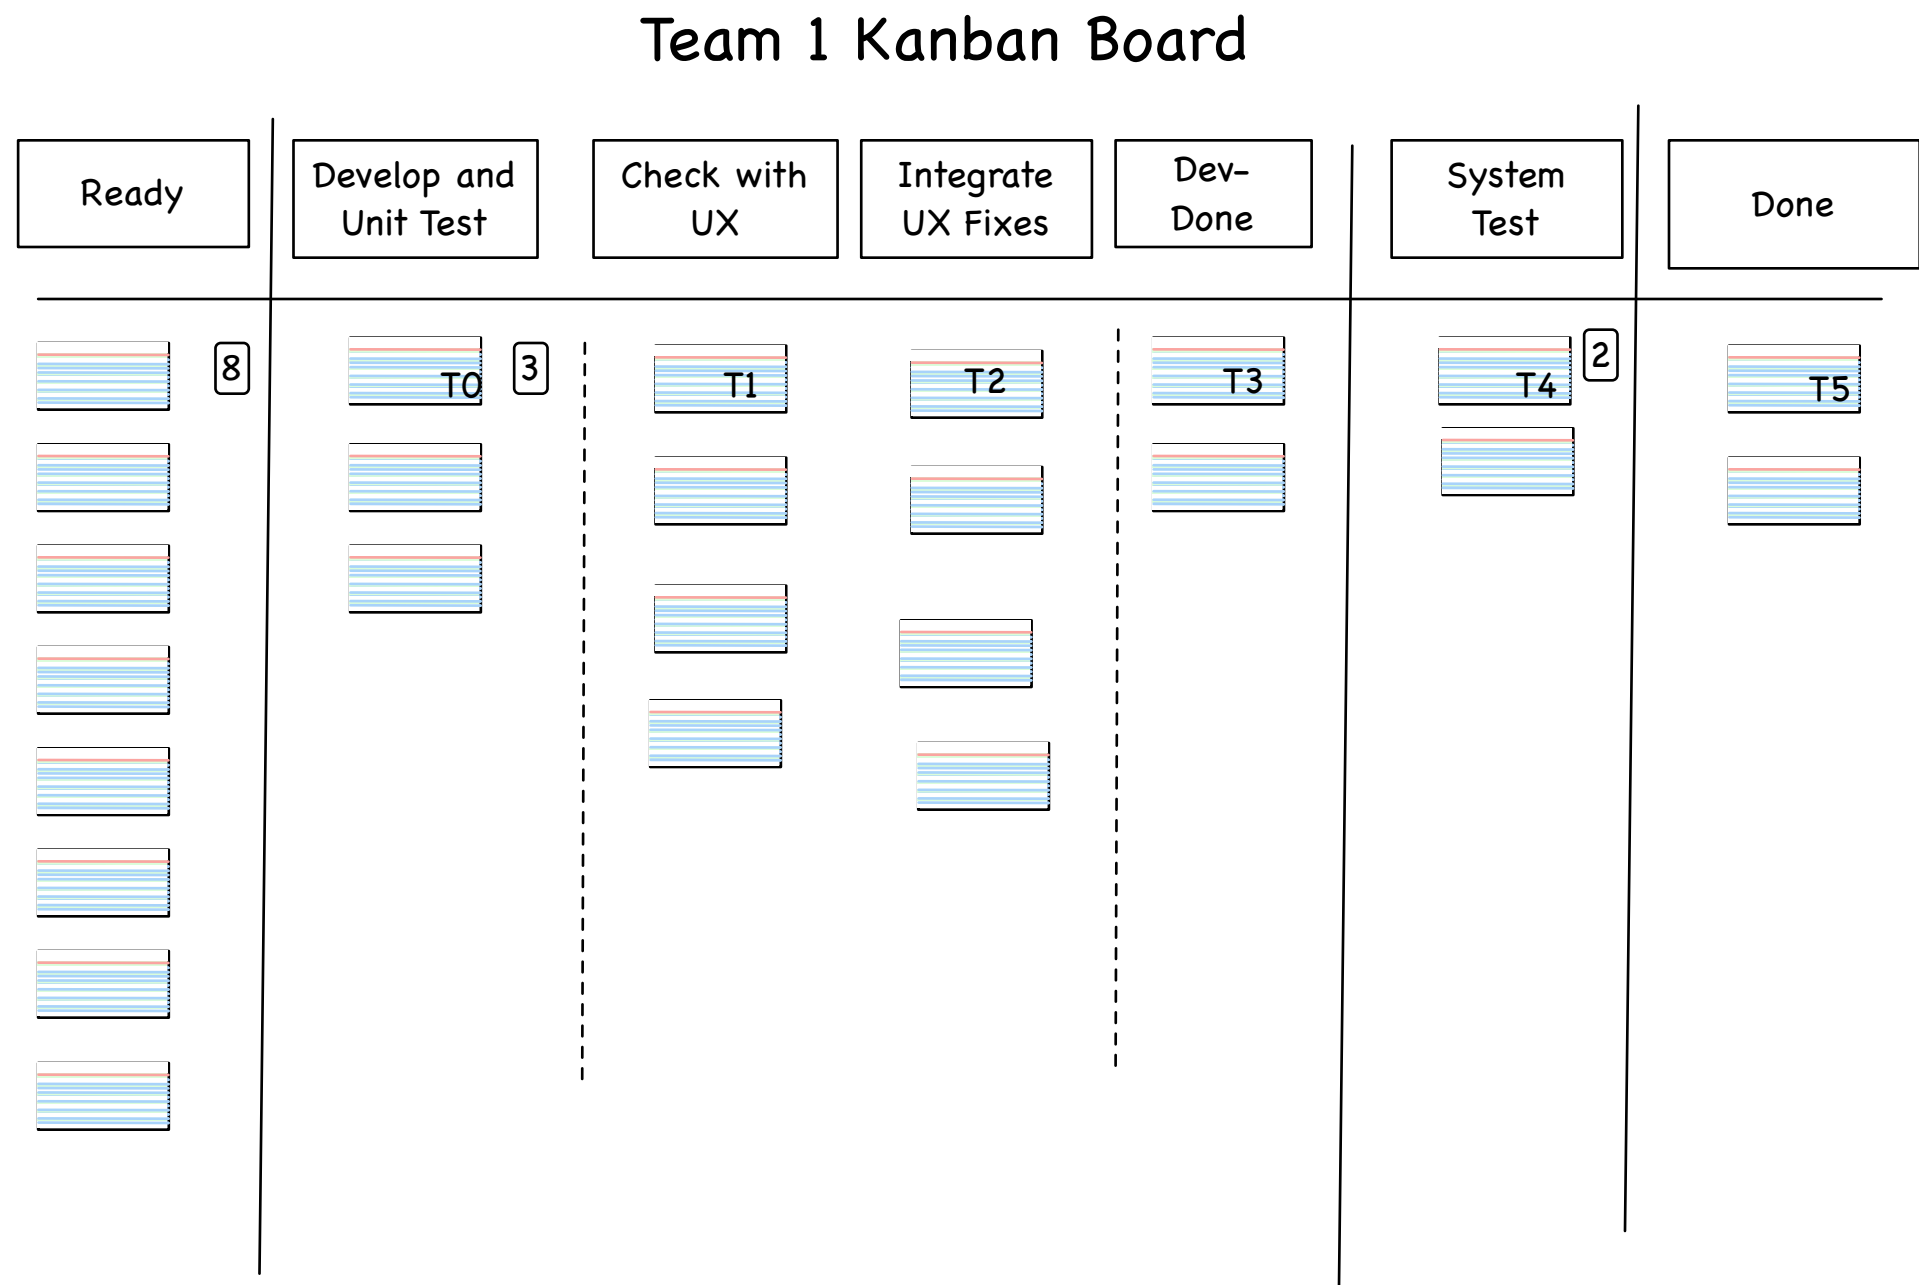 Team 1 Kanban Board
Ready
Develop and
Unit Test
Check with
UX
Integrate
UX Fixes
Dev-
Done
System
Test
Done
8
T0
3
T1
T2
T3
T4
2
T5